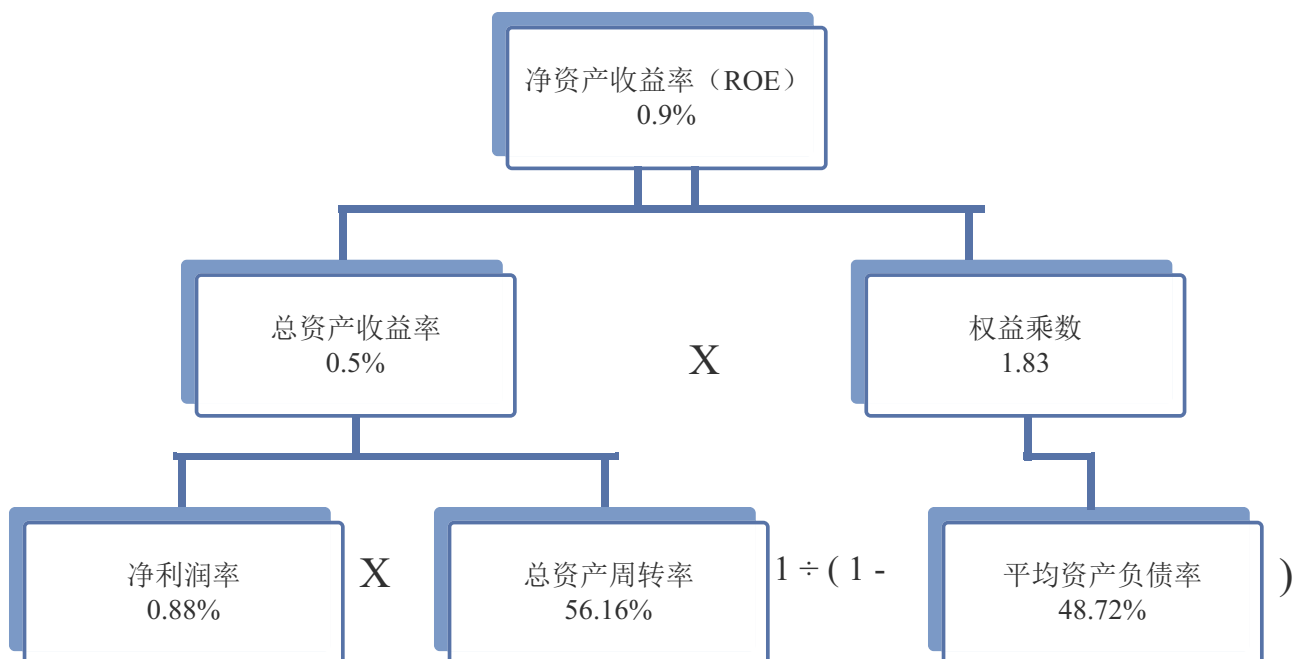 净资产收益率（ROE）
0.9%
总资产收益率
0.5%
X
权益乘数
1.83
净利润率
0.88%
X
总资产周转率
56.16%
1 ÷ ( 1 -
平均资产负债率
48.72%
)